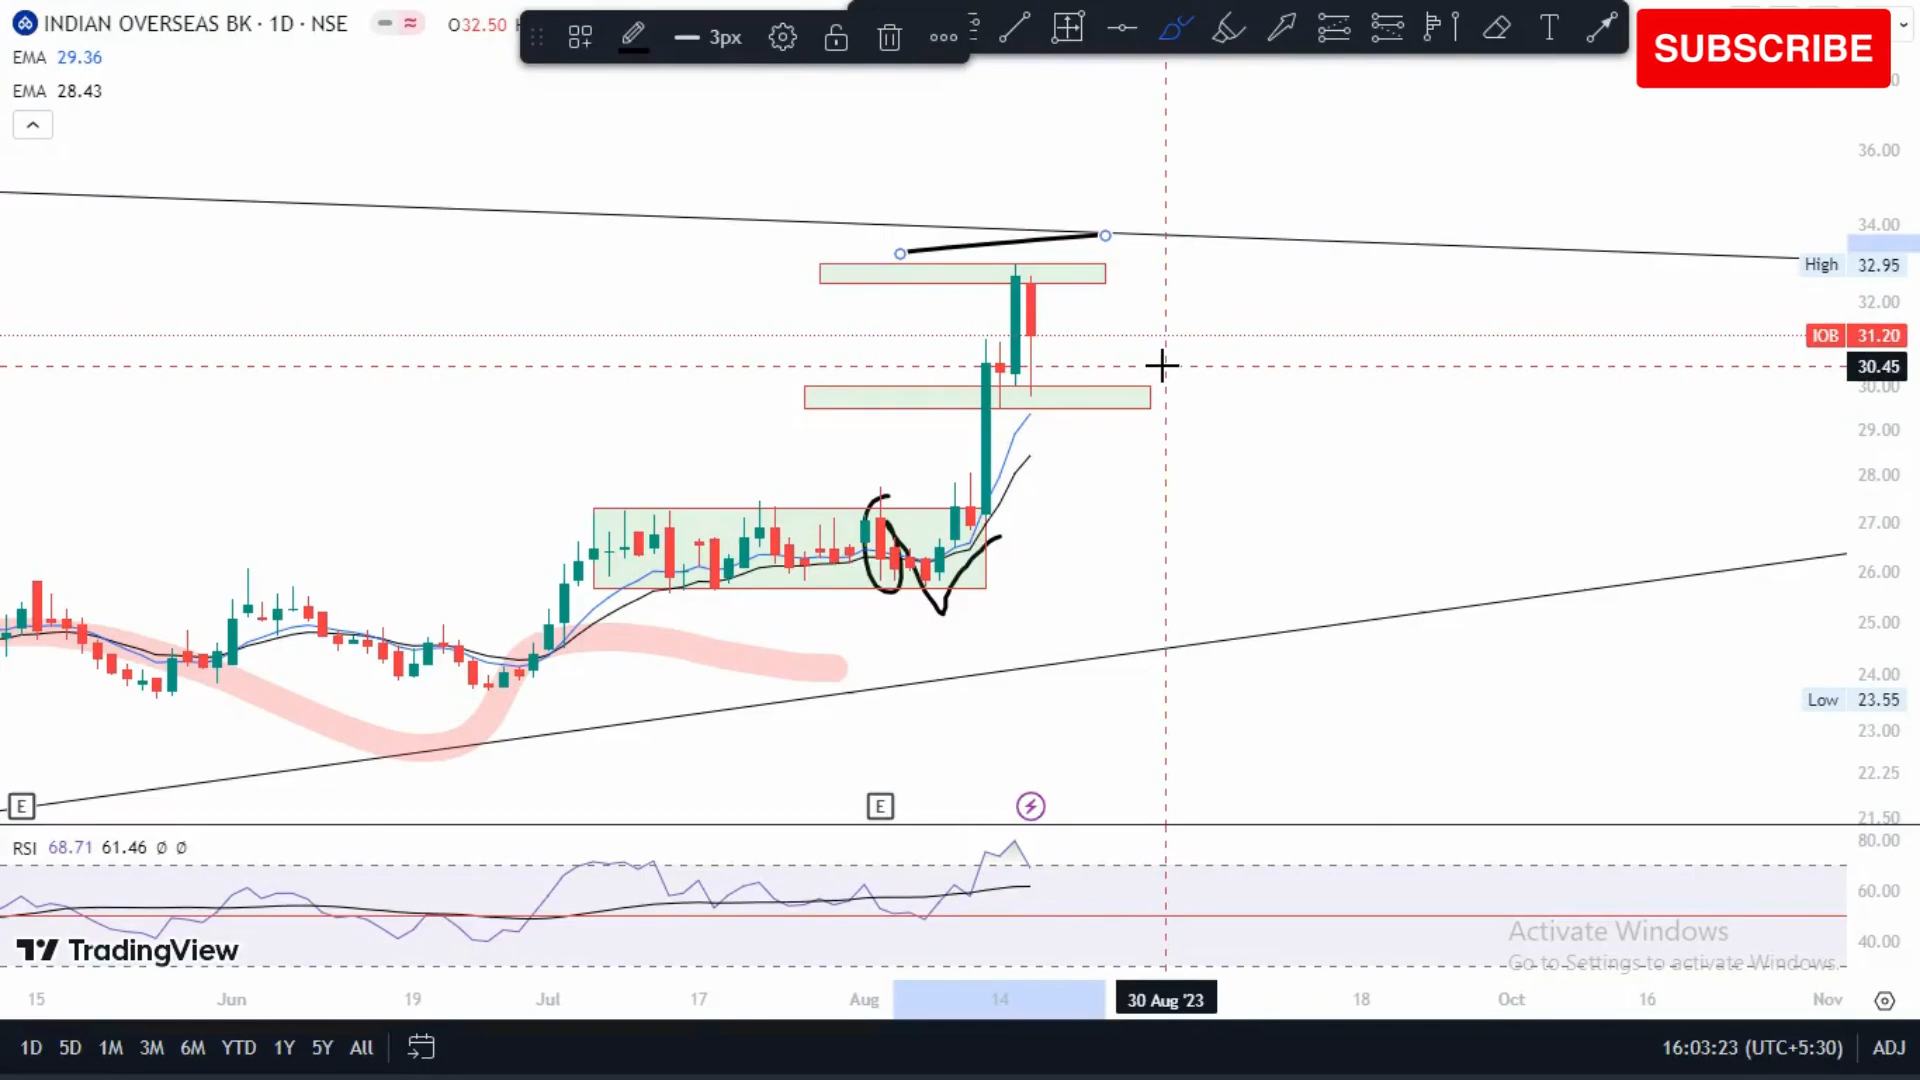 INDIAN OVERSEAS BK · 1D · NSE
O32.50
3px
T
SUBSCRIBE
EMA 29.36
EMA 28.43
36.00
34.00
High 32.95
32.00
IOB 31.20
30.45
30.00
29.00
28.00
27.00
26.00
25.00
24.00
Low 23.55
23.00
22.25
21.50
E
E
RSI 68.71 61.46 Ø Ø
80.00
60.00
40.00
TradingView
Activate Windows
Go to Settings to activate Windows.
15 Jun 19 Jul 17 Aug 14 30 Aug '23 18 Oct 16 Nov
1D 5D 1M 3M 6M YTD 1Y 5Y All
16:03:23 (UTC+5:30) ADJ